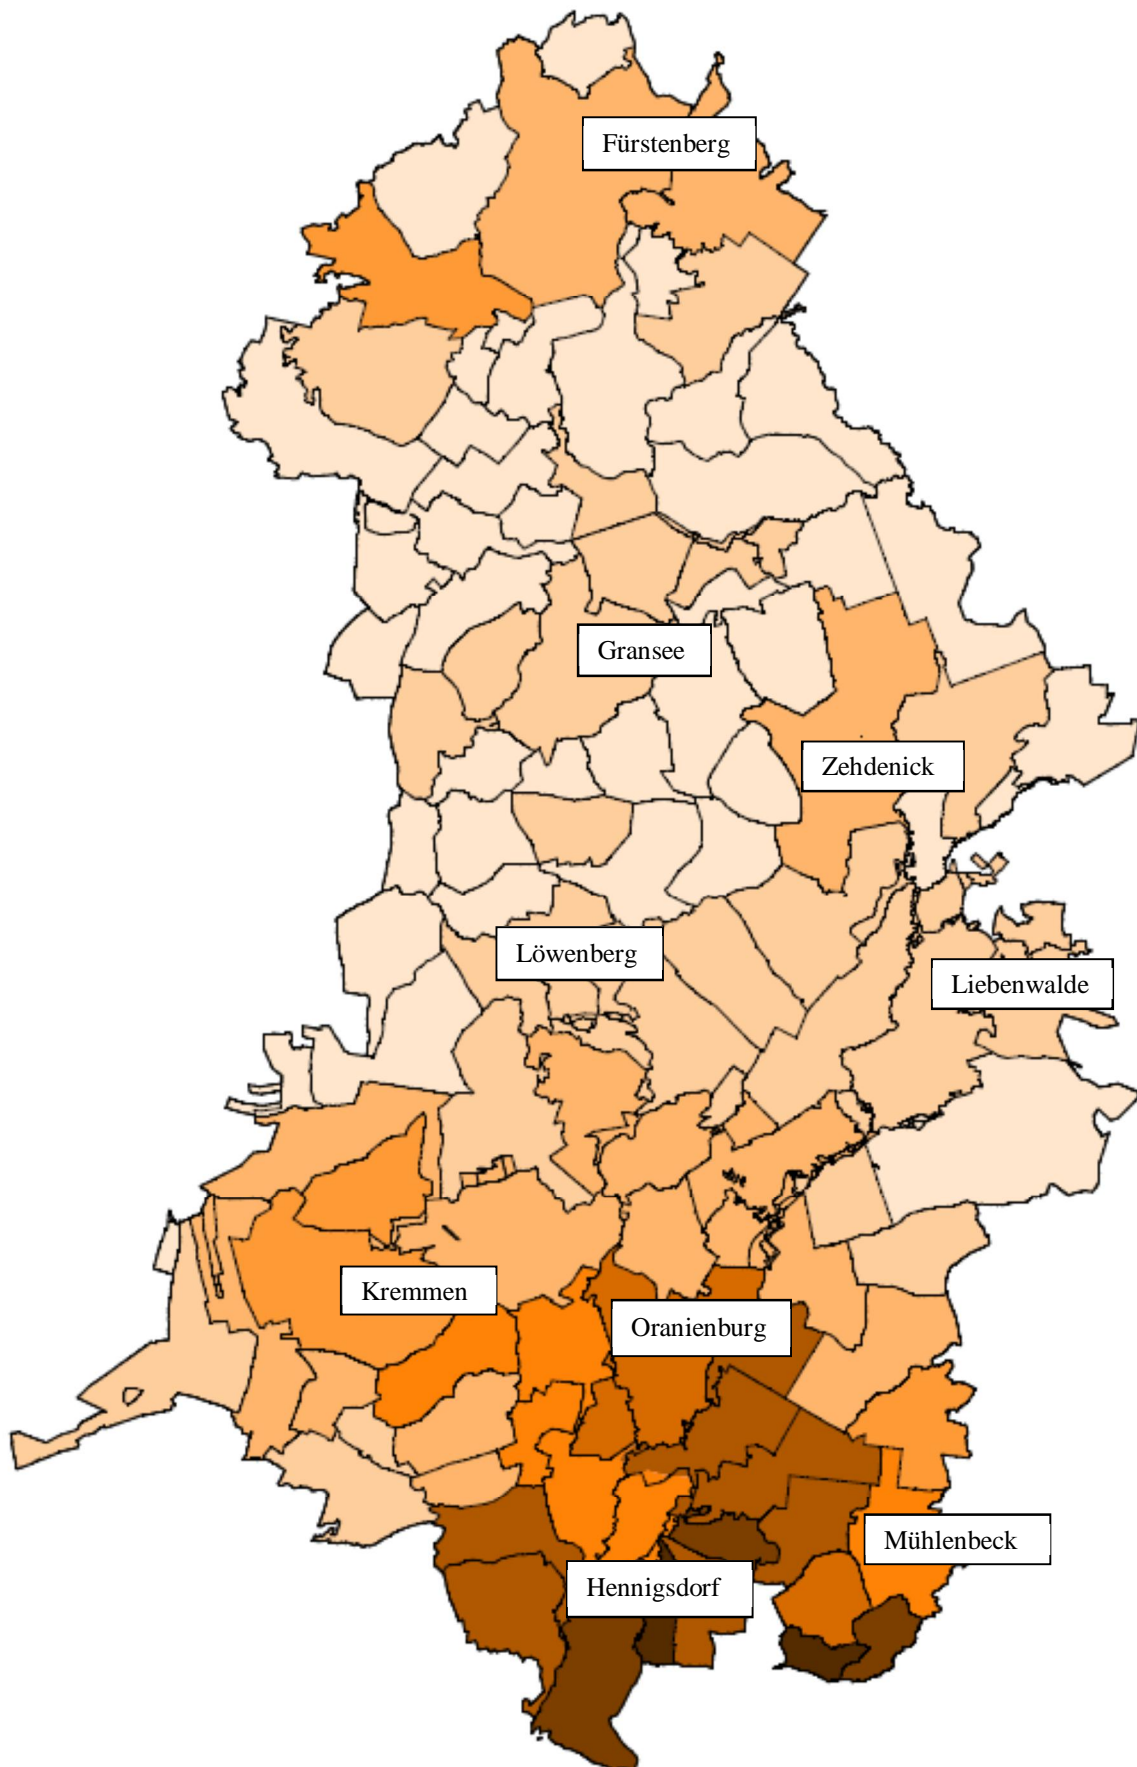 Fürstenberg
Gransee
Zehdenick
Löwenberg
Liebenwalde
Kremmen
Oranienburg
Mühlenbeck
Hennigsdorf